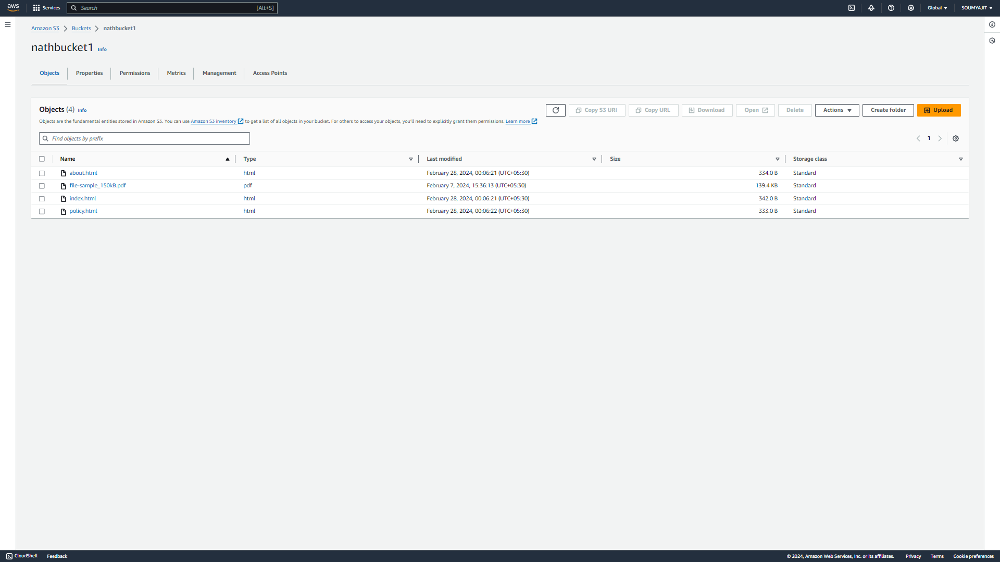 aws Services Search [Alt+S] Global SOUMYAJIT
Amazon S3 Buckets nathbucket1
nathbucket1 Info
Objects Properties Permissions Metrics Management Access Points
Objects (4) Info Copy S3 URI Copy URL Download Open Delete Actions Create folder Upload
Objects are the fundamental entities stored in Amazon S3. You can use Amazon S3 inventory to get a list of all objects in your bucket. For others to access your objects, you'll need to explicitly grant them permissions. Learn more
Find objects by prefix 1
Name Type Last modified Size Storage class
about.html html February 28, 2024, 00:06:21 (UTC+05:30) 334.0 B Standard
file-sample_150kB.pdf pdf February 7, 2024, 15:36:13 (UTC+05:30) 139.4 KB Standard
index.html html February 28, 2024, 00:06:21 (UTC+05:30) 342.0 B Standard
policy.html html February 28, 2024, 00:06:22 (UTC+05:30) 333.0 B Standard
CloudShell Feedback © 2024, Amazon Web Services, Inc. or its affiliates. Privacy Terms Cookie preferences